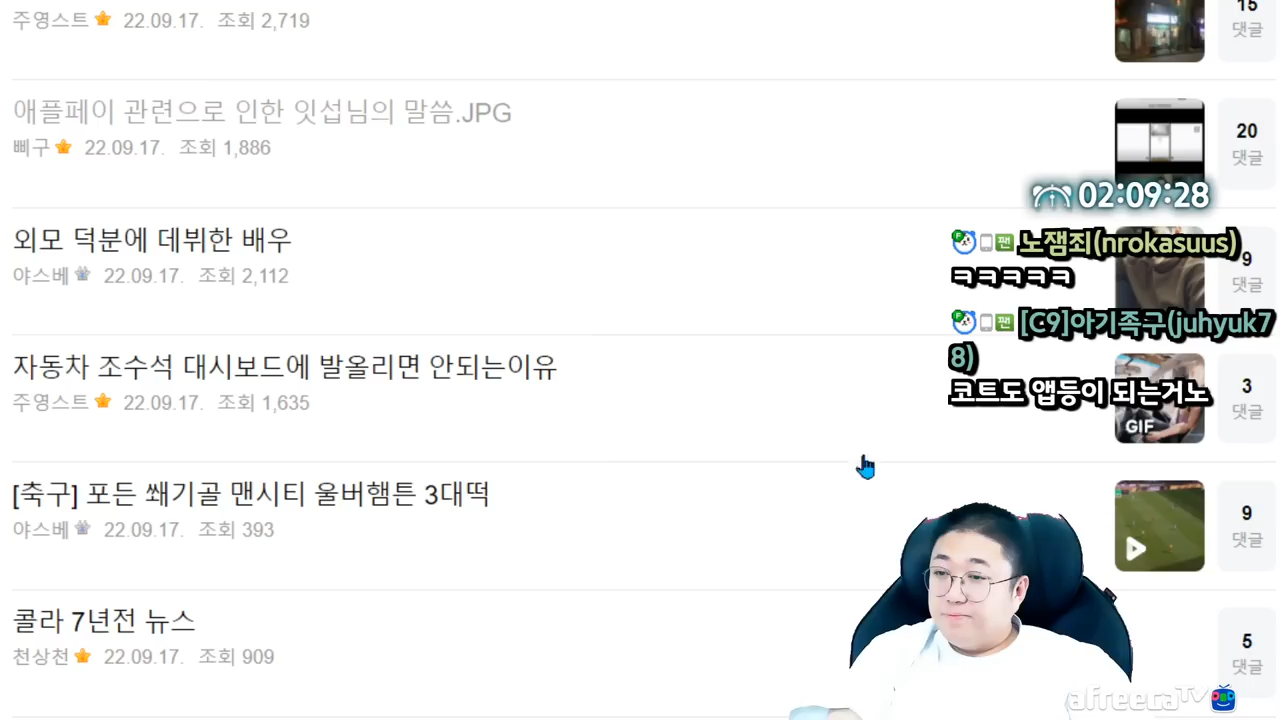 주영스트 22.09.17. 조회 2,719
15
댓글
애플페이 관련으로 인한 잇섭님의 말씀.JPG
삐구 22.09.17. 조회 1,886
20
댓글
02:09:28
외모 덕분에 데뷔한 배우
야스베 22.09.17. 조회 2,112
9
댓글
팬 노잼죄(nrokasuus)
ㅋㅋㅋㅋㅋ
팬 [C9]아기족구(juhyuk7
8)
코트도 앱등이 되는거노
자동차 조수석 대시보드에 발올리면 안되는이유
주영스트 22.09.17. 조회 1,635
GIF
3
댓글
[축구] 포든 쐐기골 맨시티 울버햄튼 3대떡
야스베 22.09.17. 조회 393
9
댓글
콜라 7년전 뉴스
천상천 22.09.17. 조회 909
5
댓글
afreecaTV